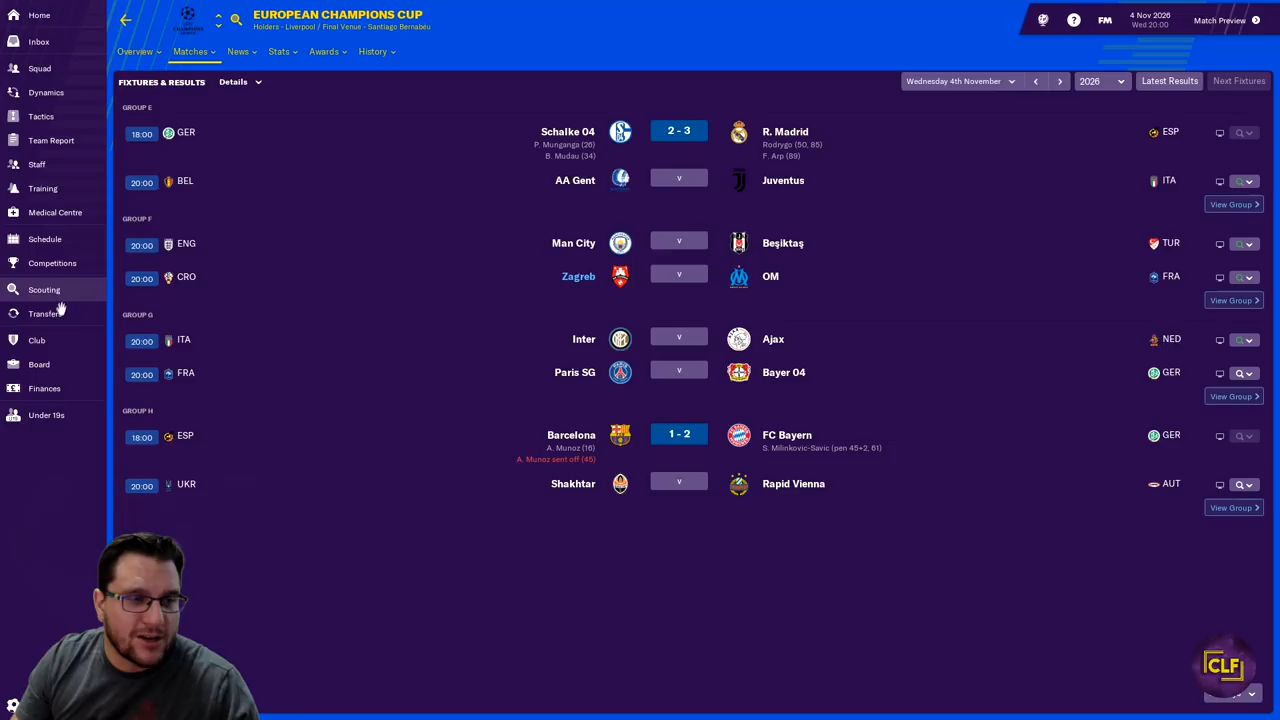 Home
Inbox
Squad
Dynamics
Tactics
Team Report
Staff
Training
Medical Centre
Schedule
Competitions
Scouting
Transfers
Club
Board
Finances
Under 19s
EUROPEAN CHAMPIONS CUP
Holders - Liverpool / Final Venue - Santiago Bernabéu
FM
4 Nov 2026
Wed 20:00
Match Preview
Overview Matches News Stats Awards History
FIXTURES & RESULTS Details
Wednesday 4th November 2026 Latest Results Next Fixtures
GROUP E
18:00 GER Schalke 04 2 - 3 R. Madrid ESP
P. Munganga (26) Rodrygo (50, 85)
B. Mudau (34) F. Arp (89)
20:00 BEL AA Gent v Juventus ITA
View Group
GROUP F
20:00 ENG Man City v Beşiktaş TUR
20:00 CRO Zagreb v OM FRA
View Group
GROUP G
20:00 ITA Inter v Ajax NED
20:00 FRA Paris SG v Bayer 04 GER
View Group
GROUP H
18:00 ESP Barcelona 1 - 2 FC Bayern GER
A. Munoz (16) S. Milinkovic-Savic (pen 45+2, 61)
A. Munoz sent off (45)
20:00 UKR Shakhtar v Rapid Vienna AUT
View Group
CLF